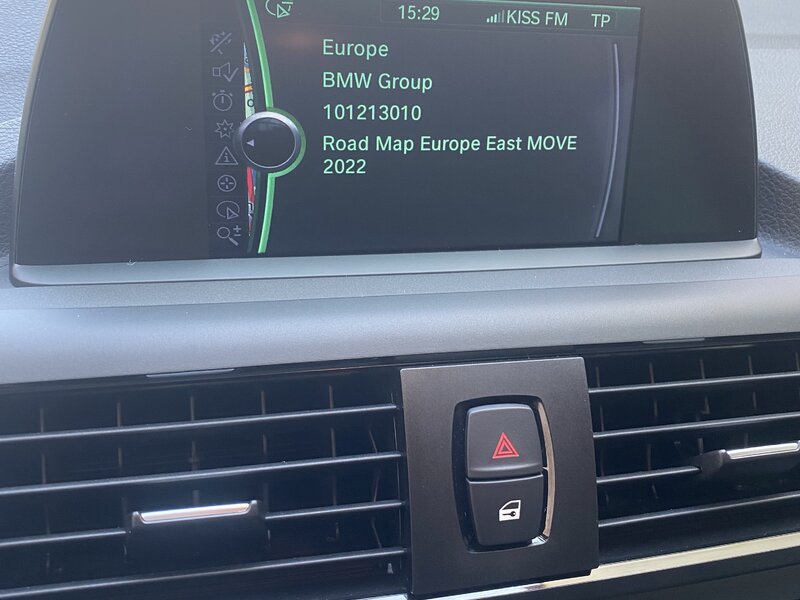 15:29
KISS FM
TP
Europe
BMW Group
101213010
Road Map Europe East MOVE
2022